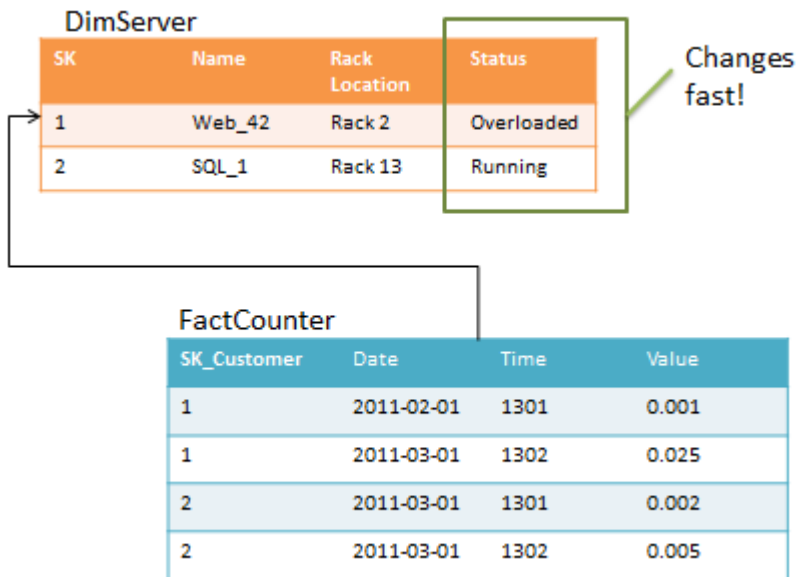 DimServer
SK Name Rack Location Status
1 Web_42 Rack 2 Overloaded
2 SQL_1 Rack 13 Running
Changes
fast!
FactCounter
SK_Customer Date Time Value
1 2011-02-01 1301 0.001
1 2011-03-01 1302 0.025
2 2011-03-01 1301 0.002
2 2011-03-01 1302 0.005